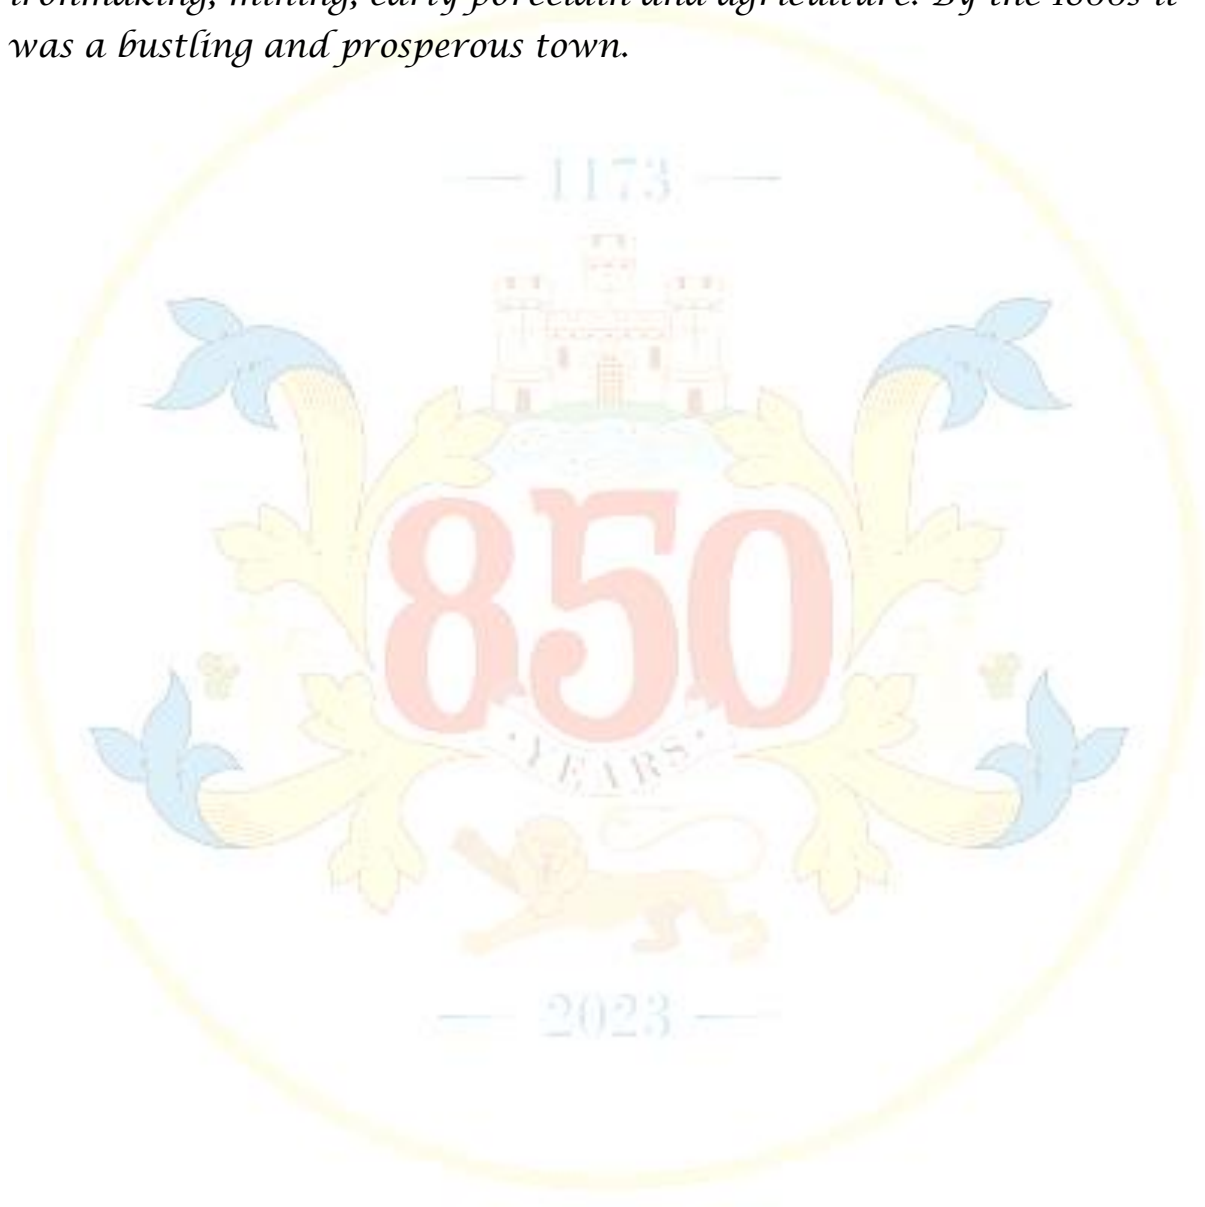 ironmaking, mining, early porcelain and agriculture. By the 1800s it
was a bustling and prosperous town.
1173
850
· YEARS ·
2023